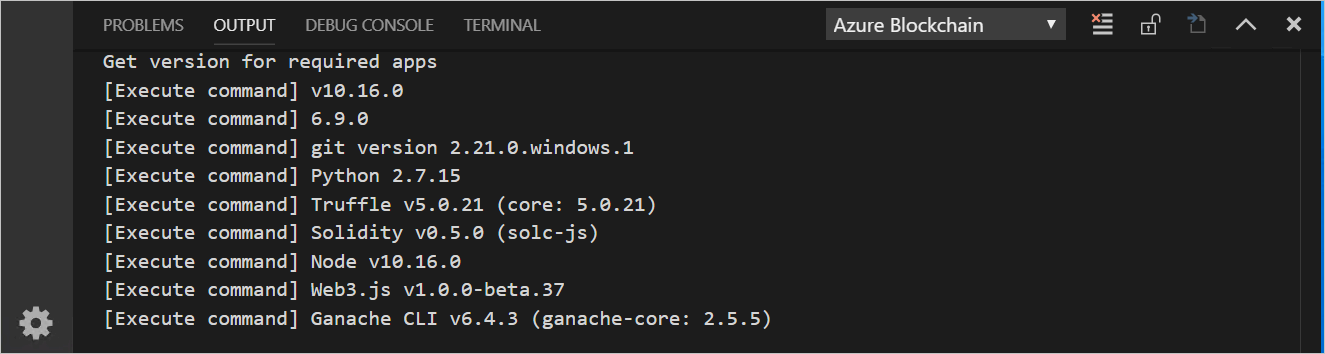 PROBLEMS OUTPUT DEBUG CONSOLE TERMINAL Azure Blockchain
Get version for required apps
[Execute command] v10.16.0
[Execute command] 6.9.0
[Execute command] git version 2.21.0.windows.1
[Execute command] Python 2.7.15
[Execute command] Truffle v5.0.21 (core: 5.0.21)
[Execute command] Solidity v0.5.0 (solc-js)
[Execute command] Node v10.16.0
[Execute command] Web3.js v1.0.0-beta.37
[Execute command] Ganache CLI v6.4.3 (ganache-core: 2.5.5)